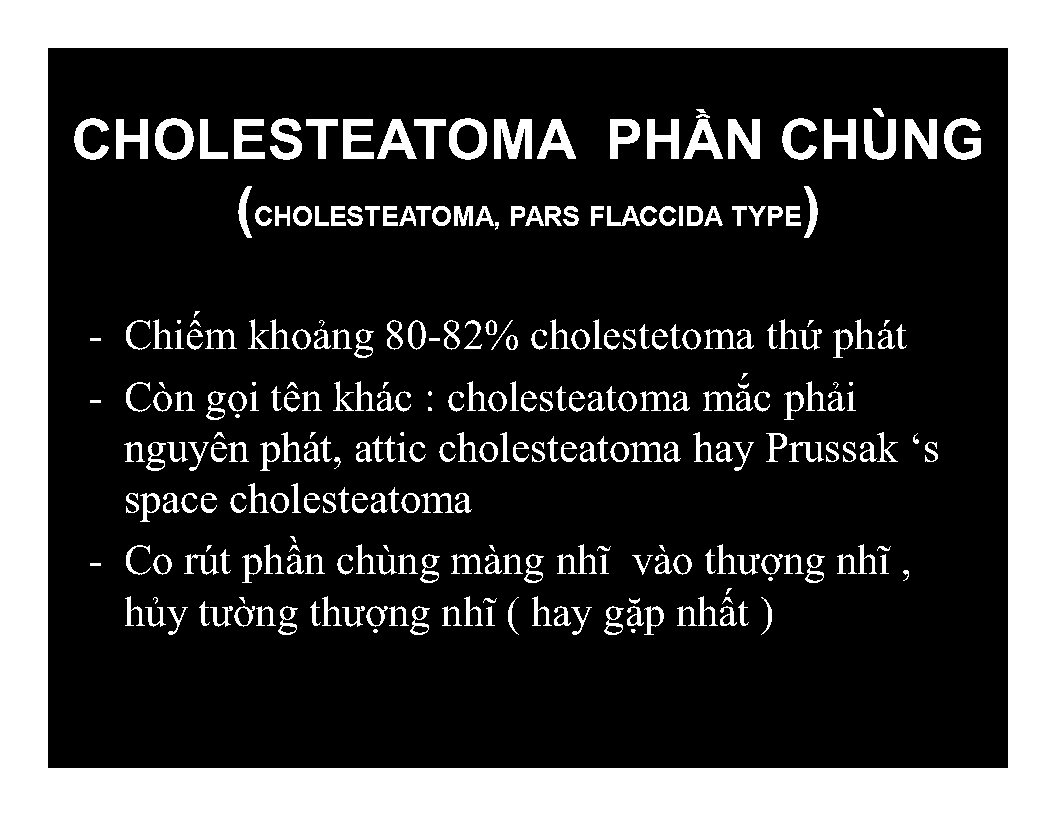 CHOLESTEATOMA PHẦN CHÙNG
(CHOLESTEATOMA, PARS FLACCIDA TYPE)
- Chiếm khoảng 80-82% cholestetoma thứ phát
- Còn gọi tên khác : cholesteatoma mắc phải
nguyên phát, attic cholesteatoma hay Prussak ‘s
space cholesteatoma
- Co rút phần chùng màng nhĩ vào thượng nhĩ ,
hủy tường thượng nhĩ ( hay gặp nhất )